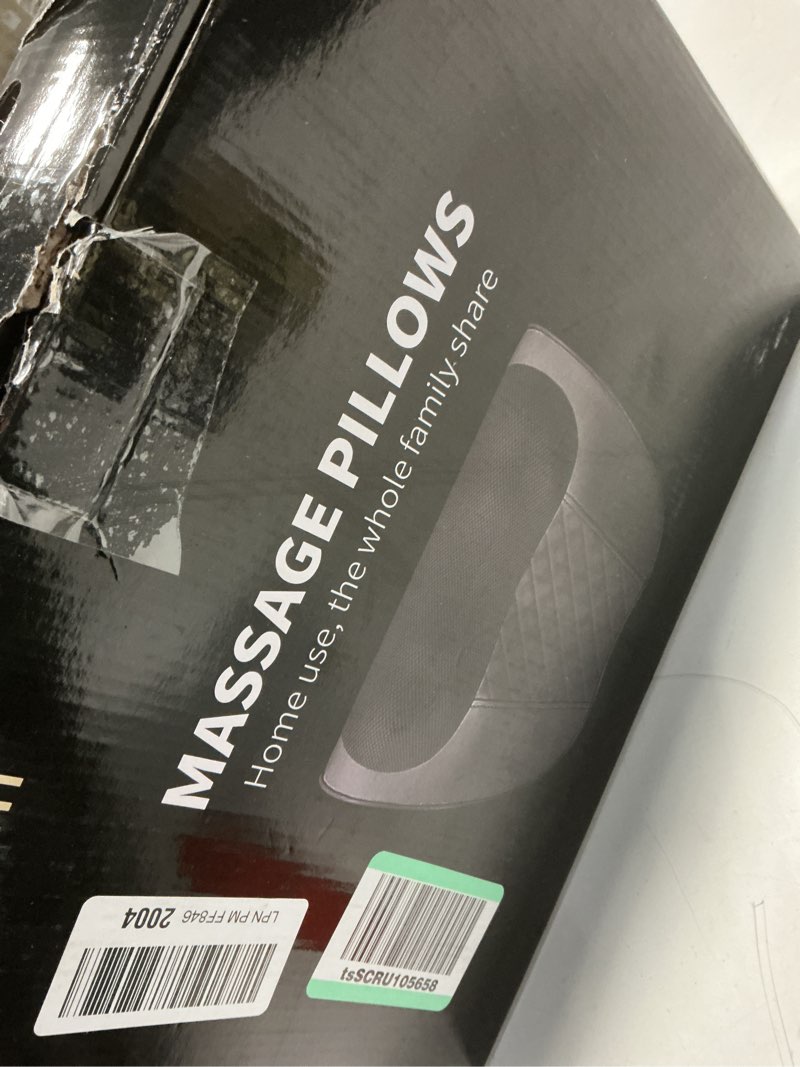 MASSAGE PILLOWS
Home use, the whole family share
LPN PM FF846 2004
tsSCRU105658